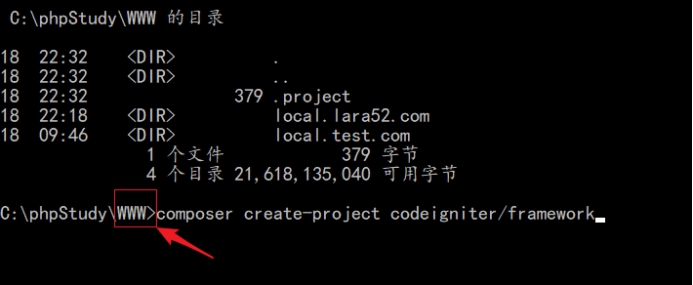 C:\phpStudy\WWW 的目录
18  22:32    <DIR>          .
18  22:32    <DIR>          ..
18  22:32               379 .project
18  22:18    <DIR>          local.lara52.com
18  09:46    <DIR>          local.test.com
1 个文件            379 字节
4 个目录 21,618,135,040 可用字节
C:\phpStudy\WWW>composer create-project codeigniter/framework